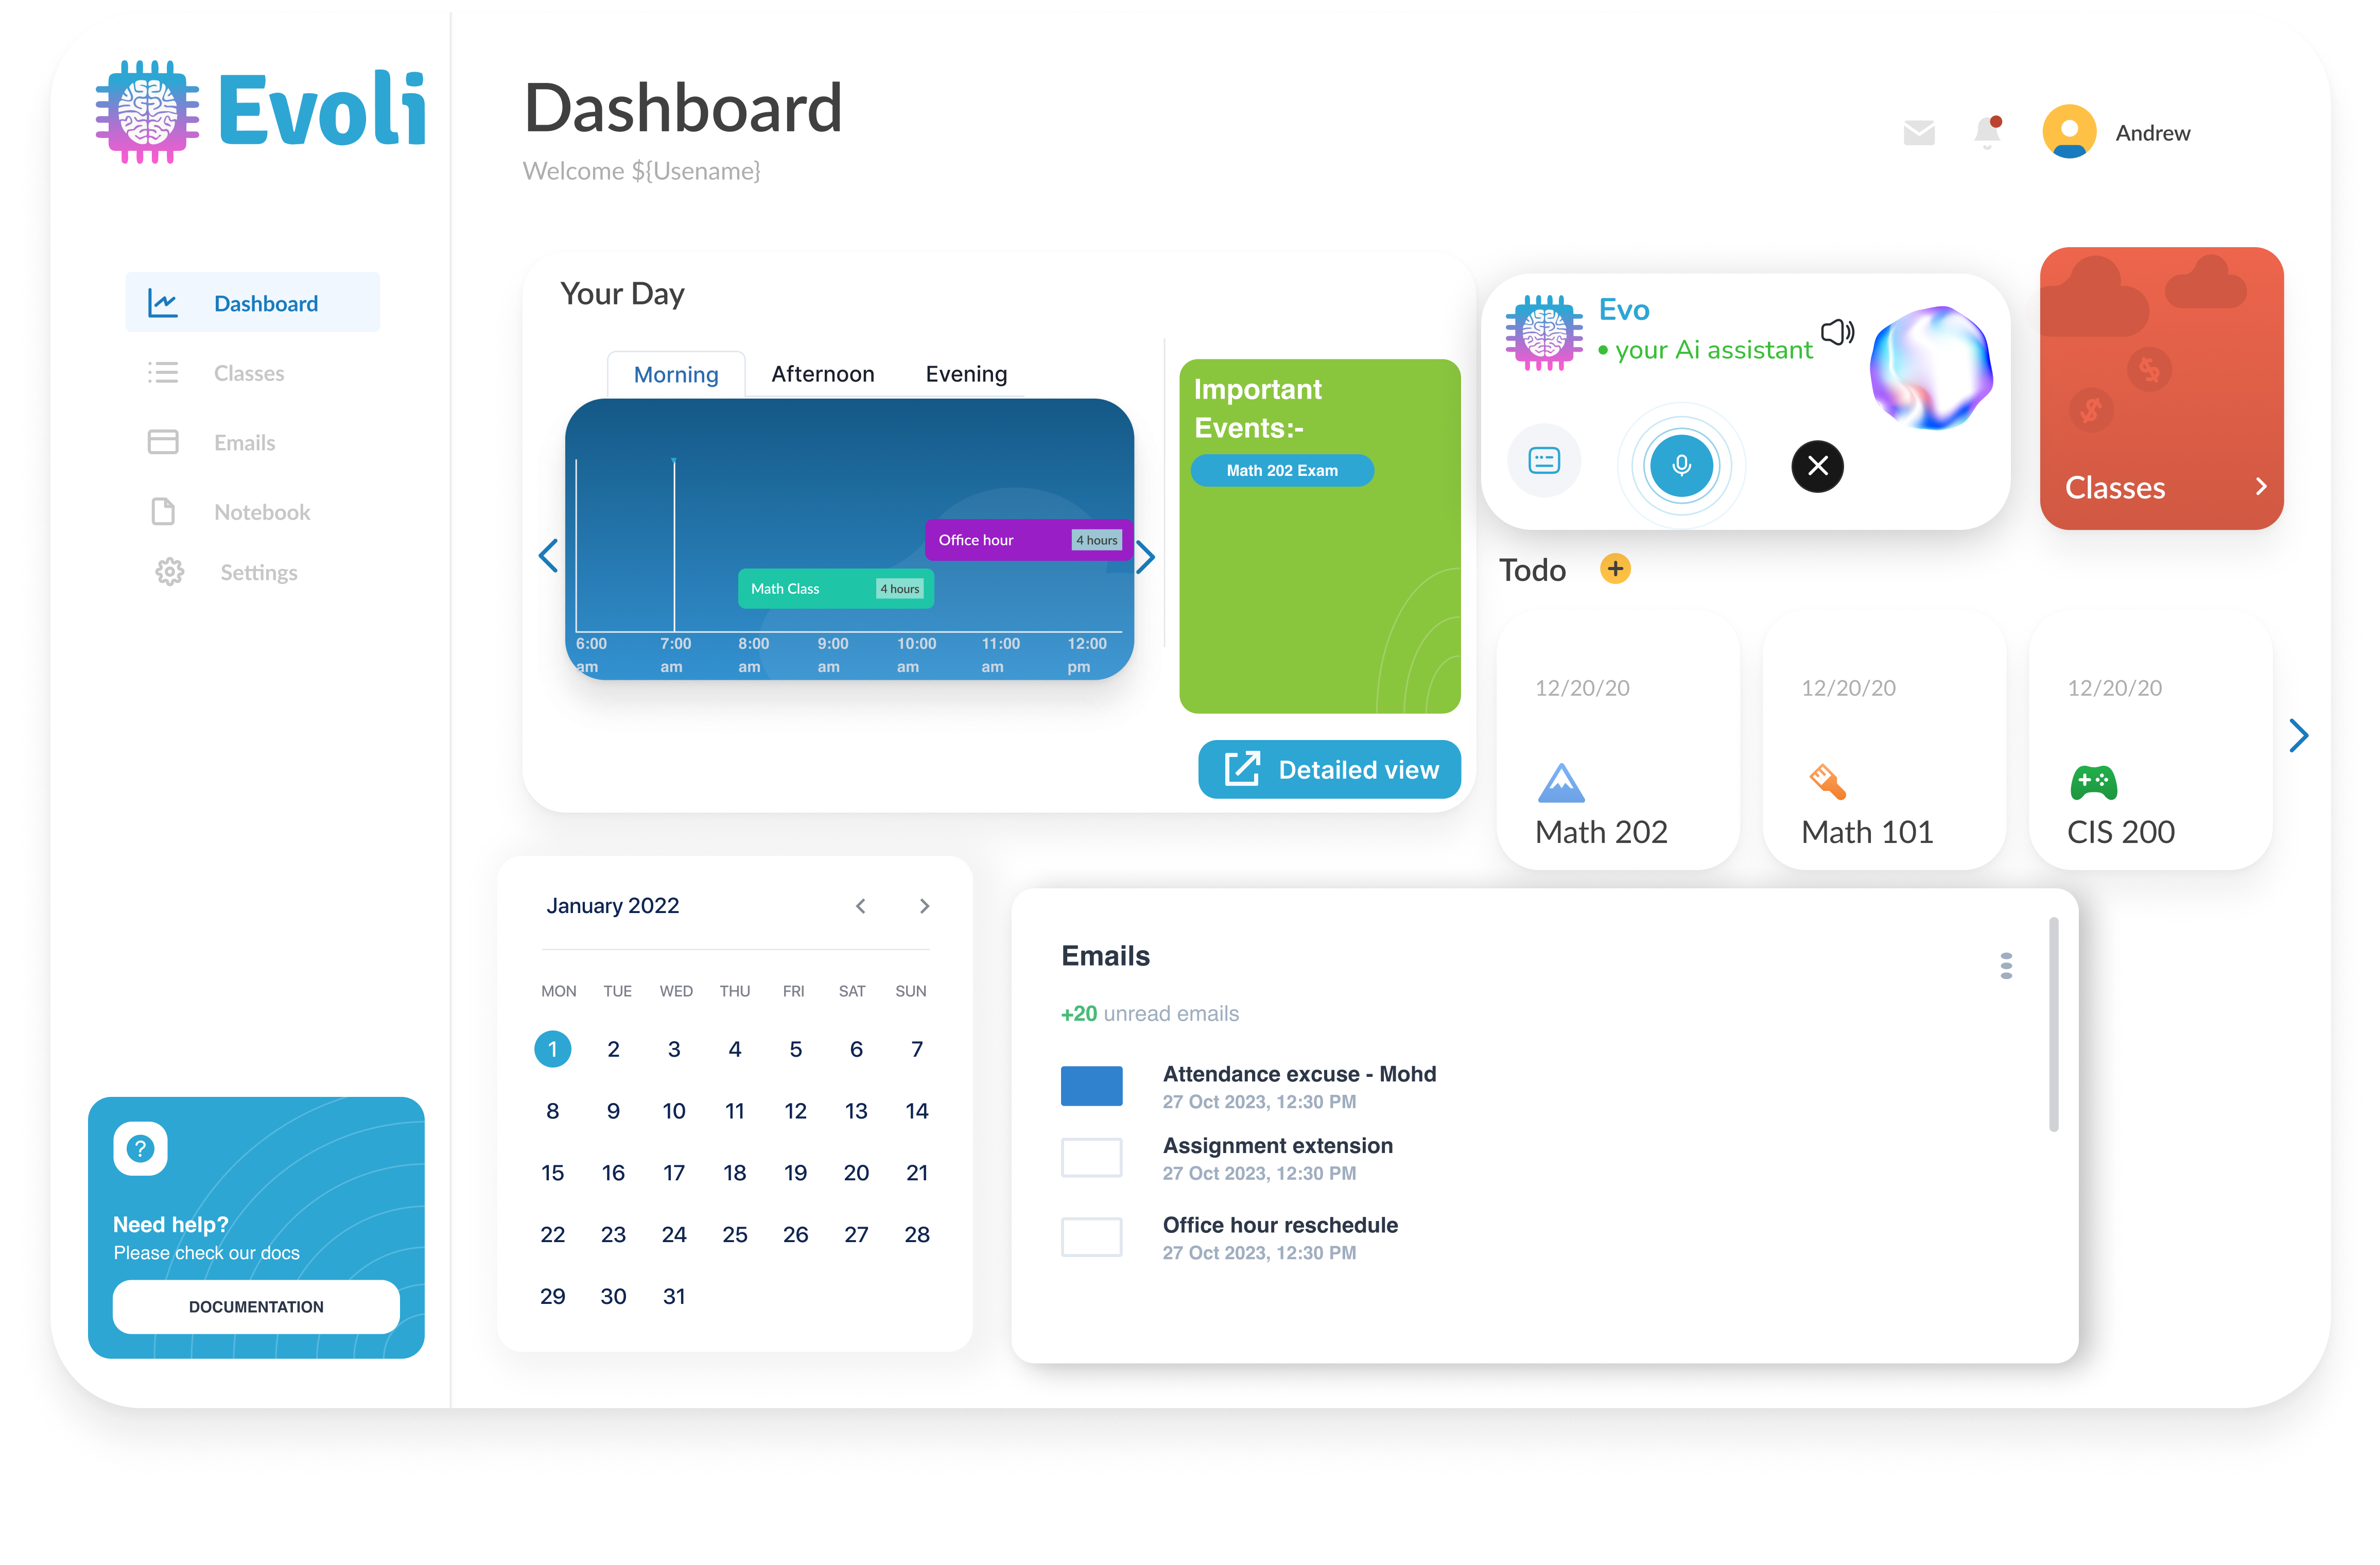 Evoli
Dashboard
Classes
Emails
Notebook
Settings
?
Need help?
Please check our docs
DOCUMENTATION
Dashboard
Welcome ${Usename}
Andrew
Your Day
Morning Afternoon Evening
Office hour 4 hours
Math Class 4 hours
6:00 7:00 8:00 9:00 10:00 11:00 12:00
am am am am am am pm
Important
Events:-
Math 202 Exam
Detailed view
Evo
• your Ai assistant
$
$
Classes
Todo +
12/20/20
Math 202
12/20/20
Math 101
12/20/20
CIS 200
January 2022
MON TUE WED THU FRI SAT SUN
1 2 3 4 5 6 7
8 9 10 11 12 13 14
15 16 17 18 19 20 21
22 23 24 25 26 27 28
29 30 31
Emails
+20 unread emails
Attendance excuse - Mohd
27 Oct 2023, 12:30 PM
Assignment extension
27 Oct 2023, 12:30 PM
Office hour reschedule
27 Oct 2023, 12:30 PM